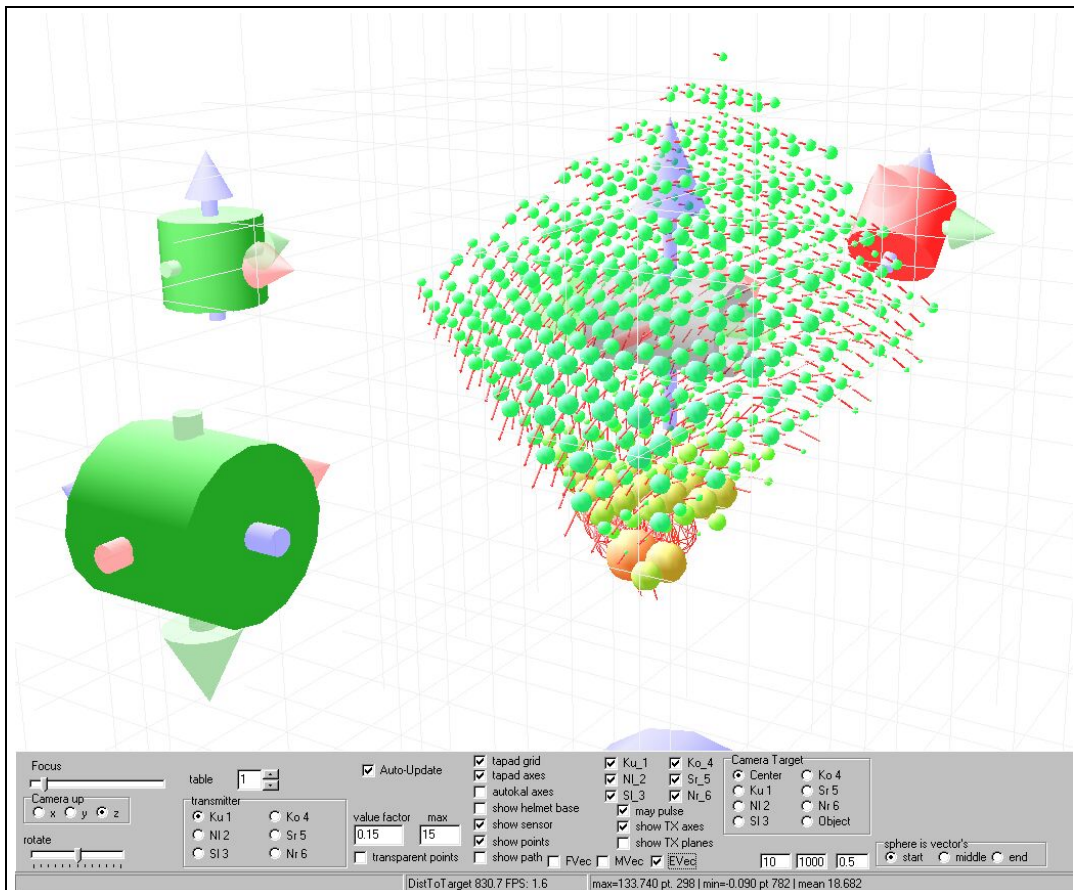 Focus
Camera up
x y z
rotate
table 1
transmitter
Ku 1 Ko 4
Nl 2 Sr 5
Sl 3 Nr 6
Auto-Update
value factor max
0.15 15
transparent points
tapad grid
tapad axes
autokal axes
show helmet base
show sensor
show points
show path FVec MVec EVec
Ku_1 Ko_4
Nl_2 Sr_5
Sl_3 Nr_6
may pulse
show TX axes
show TX planes
Camera Target
Center Ko 4
Ku 1 Sr 5
Nl 2 Nr 6
Sl 3 Object
10 1000 0.5
sphere is vector's
start middle end
DistToTarget 830.7 FPS: 1.6 max=133.740 pt. 298 | min=-0.090 pt 782 | mean 18.682